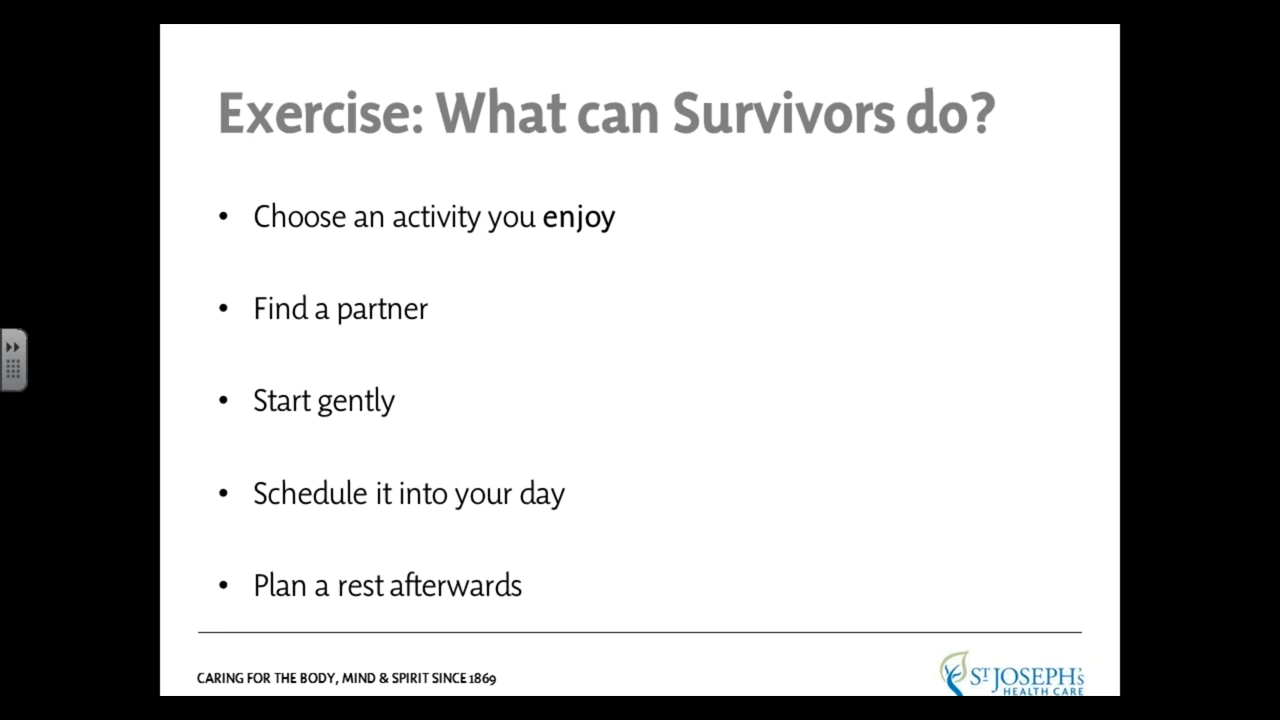 Exercise: What can Survivors do?
• Choose an activity you enjoy
• Find a partner
• Start gently
• Schedule it into your day
• Plan a rest afterwards
CARING FOR THE BODY, MIND & SPIRIT SINCE 1869
ST JOSEPH'S
HEALTH CARE